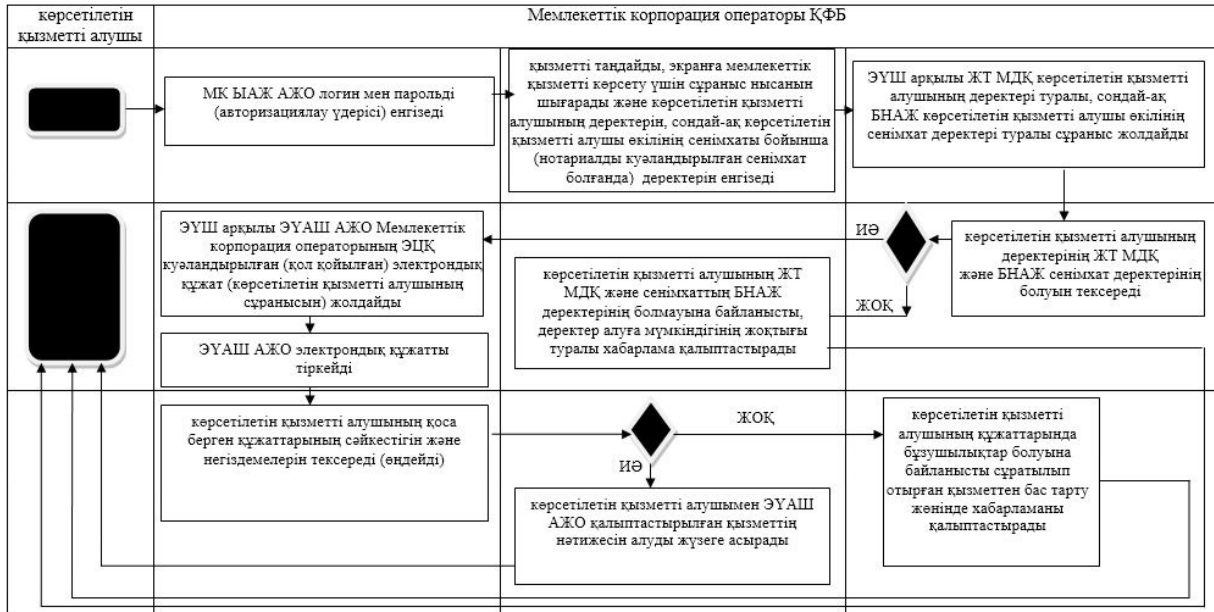 көрсетілетін
қызметті алушы
Мемлекеттік корпорация операторы ҚФБ
МК ЫАЖ АЖО логин мен парольді
(авторизациялау үдерісі) енгізеді
қызметті таңдайды, экранға мемлекеттік
қызметті көрсету үшін сұраныс нысанын
шығарады және көрсетілетін қызметті
алушының деректерін, сондай-ақ көрсетілетін
қызметті алушы өкілінің сенімхаты бойынша
(нотариалды куәландырылған сенімхат
болғанда) деректерін енгізеді
ЭҮШ арқылы ЖТ МДҚ көрсетілетін қызметті
алушының деректері туралы, сондай-ақ
БНАЖ көрсетілетін қызметті алушы өкілінің
сенімхат деректері туралы сұраныс жолдайды
ЭҮШ арқылы ЭҮАШ АЖО Мемлекеттік
корпорация операторының ЭЦҚ
куәландырылған (қол қойылған) электрондық
құжат (көрсетілетін қызметті алушының
сұранысын) жолдайды
ИӘ
көрсетілетін қызметті алушының
деректерінің ЖТ МДҚ
және БНАЖ сенімхат деректерінің
болуын тексереді
көрсетілетін қызметті алушының ЖТ
МДҚ және сенімхаттың БНАЖ
деректерінің болмауына байланысты,
деректер алуға мүмкіндігінің жоқтығы
туралы хабарлама қалыптастырады
ЖОҚ
ЭҮАШ АЖО электрондық құжатты
тіркейді
көрсетілетін қызметті алушының қоса
берген құжаттарының сәйкестігін және
негіздемелерін тексереді (өңдейді)
ЖОҚ
ИӘ
көрсетілетін қызметті
алушының құжаттарында
бұзушылықтар болуына
байланысты сұратылып
отырған қызметтен бас тарту
жөнінде хабарламаны
қалыптастырады
көрсетілетін қызметті алушымен ЭҮАШ
АЖО қалыптастырылған қызметтің
нәтижесін алуды жүзеге асырады